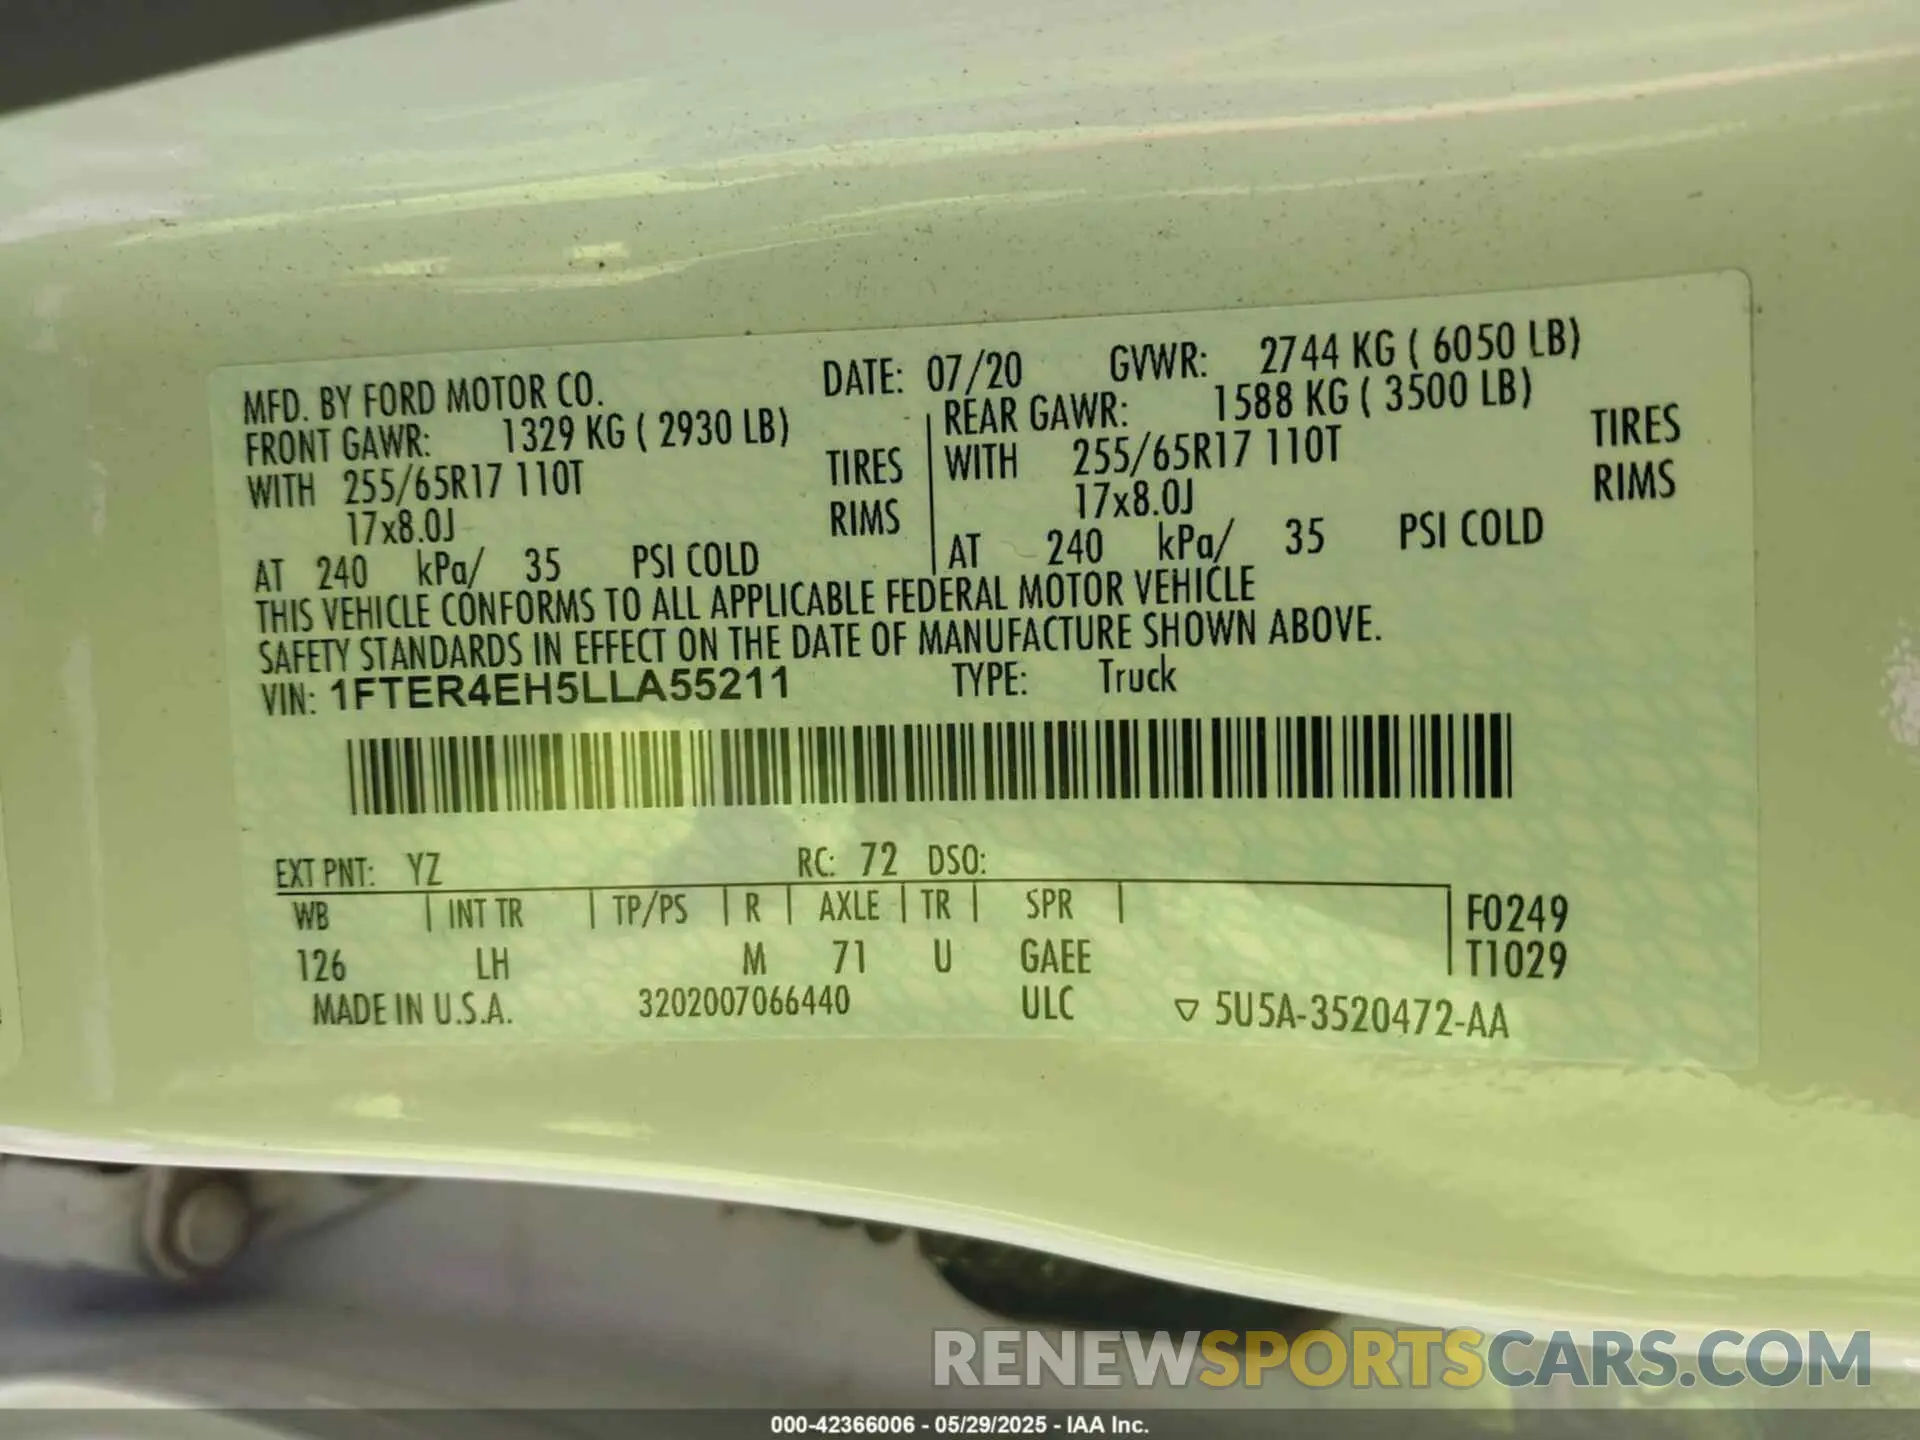 MFD. BY FORD MOTOR CO. DATE: 07/20 GVWR: 2744 KG ( 6050 LB)
FRONT GAWR: 1329 KG ( 2930 LB) REAR GAWR: 1588 KG ( 3500 LB)
WITH 255/65R17 110T TIRES WITH 255/65R17 110T TIRES
17x8.0J RIMS 17x8.0J RIMS
AT 240 kPa/ 35 PSI COLD AT 240 kPa/ 35 PSI COLD
THIS VEHICLE CONFORMS TO ALL APPLICABLE FEDERAL MOTOR VEHICLE
SAFETY STANDARDS IN EFFECT ON THE DATE OF MANUFACTURE SHOWN ABOVE.
VIN: 1FTER4EH5LLA55211 TYPE: Truck
EXT PNT: YZ RC: 72 DSO:
WB | INT TR | TP/PS | R | AXLE | TR | SPR | F0249
126 LH M 71 U GAEE T1029
MADE IN U.S.A. 3202007066440 ULC ▽ 5U5A-3520472-AA
RENEWSPORTSCARS.COM
000-42366006 - 05/29/2025 - IAA Inc.